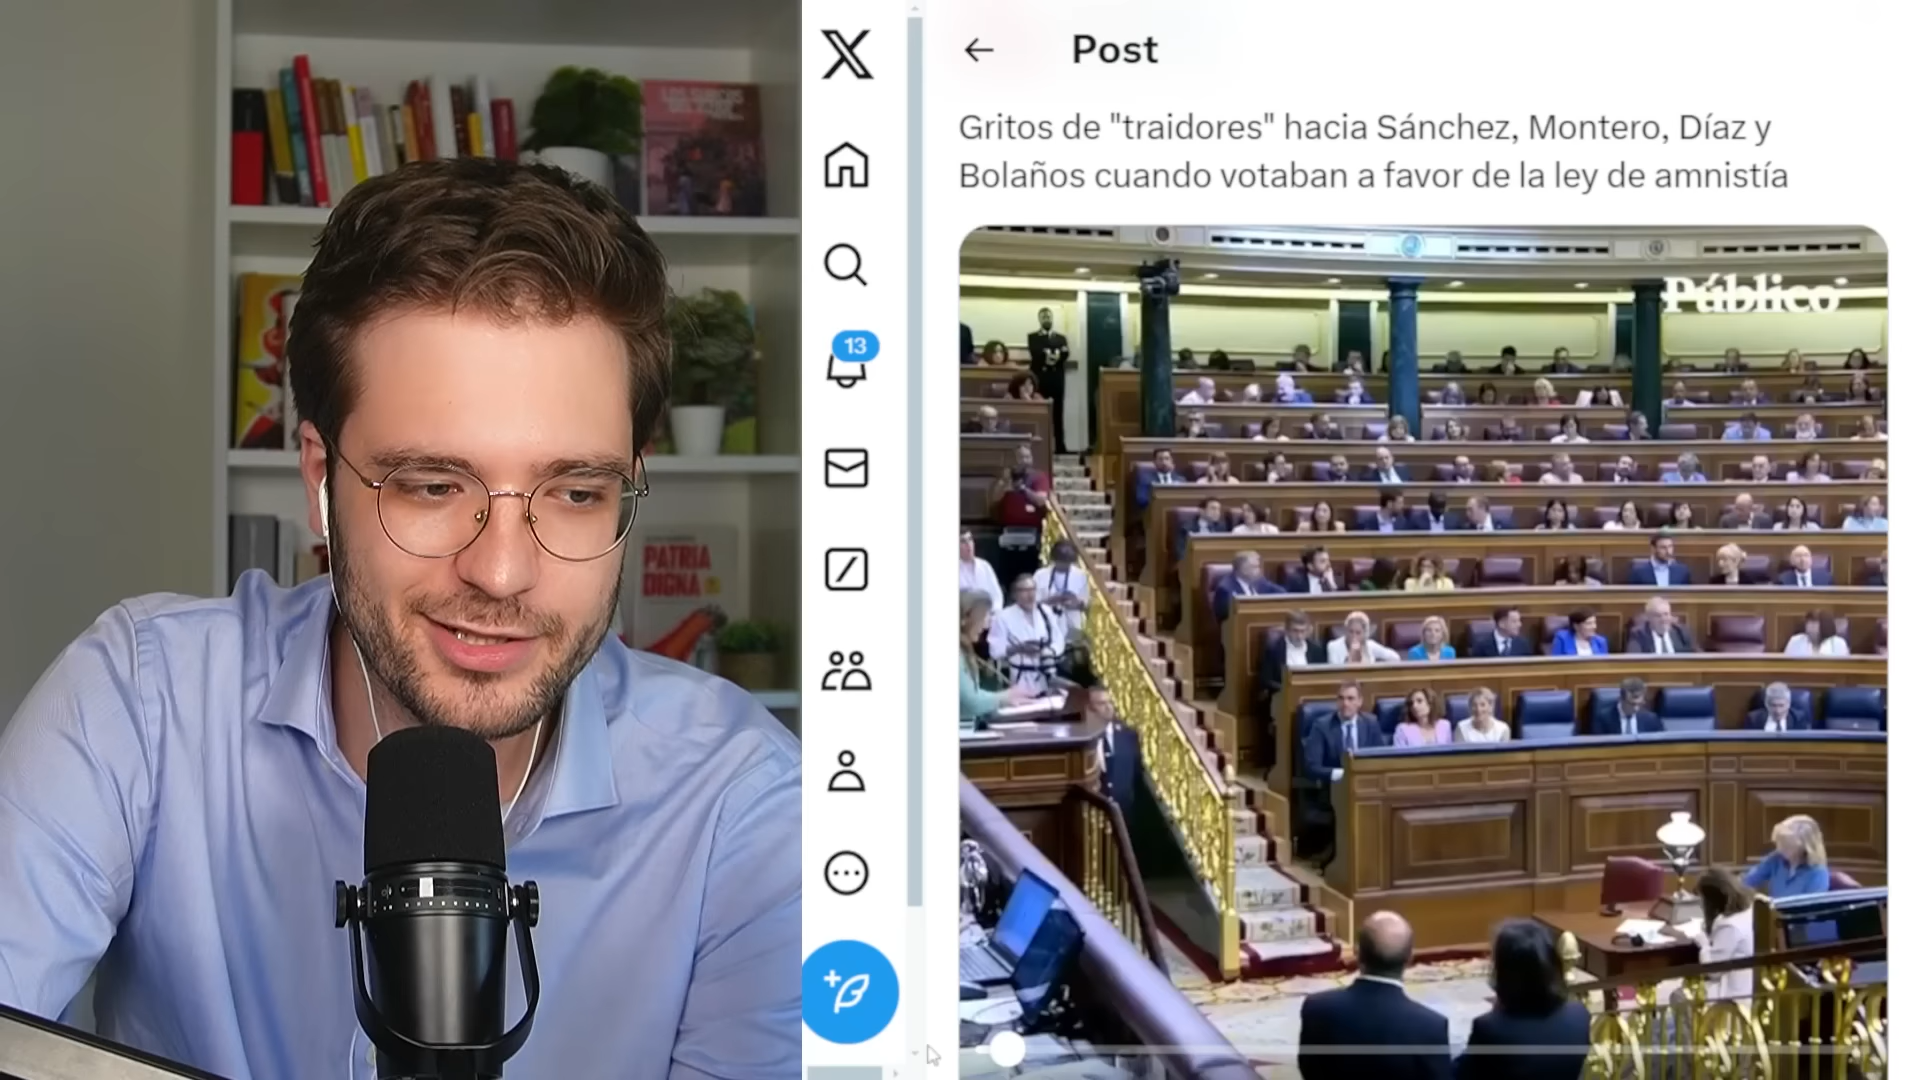 Post
Gritos de "traidores" hacia Sánchez, Montero, Díaz y
Bolaños cuando votaban a favor de la ley de amnistía
Público
13
PATRIA
DIGNA